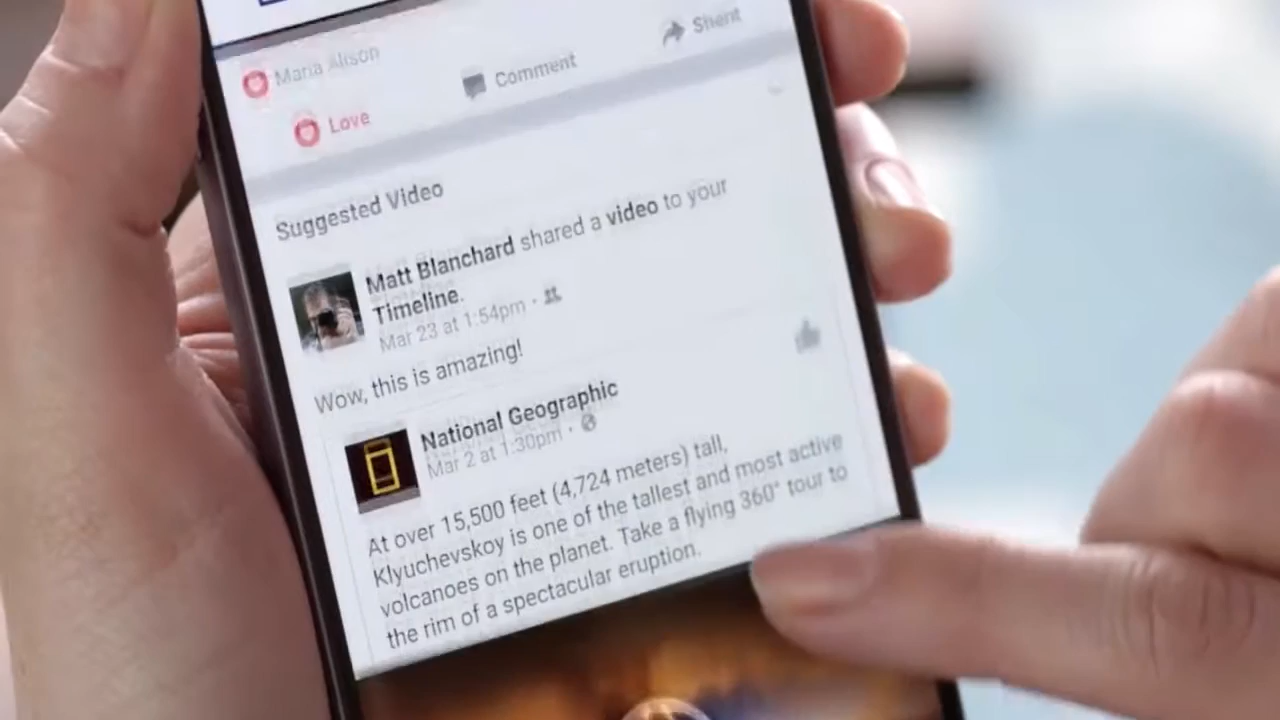 Maria Alison
Comment
Love
Suggested Video
Matt Blanchard shared a video to your
Timeline.
Mar 23 at 1:54pm ·
Wow, this is amazing!
National Geographic
Mar 2 at 1:30pm ·
At over 15,500 feet (4,724 meters) tall,
Klyuchevskoy is one of the tallest and most active
volcanoes on the planet. Take a flying 360° tour to
the rim of a spectacular eruption.